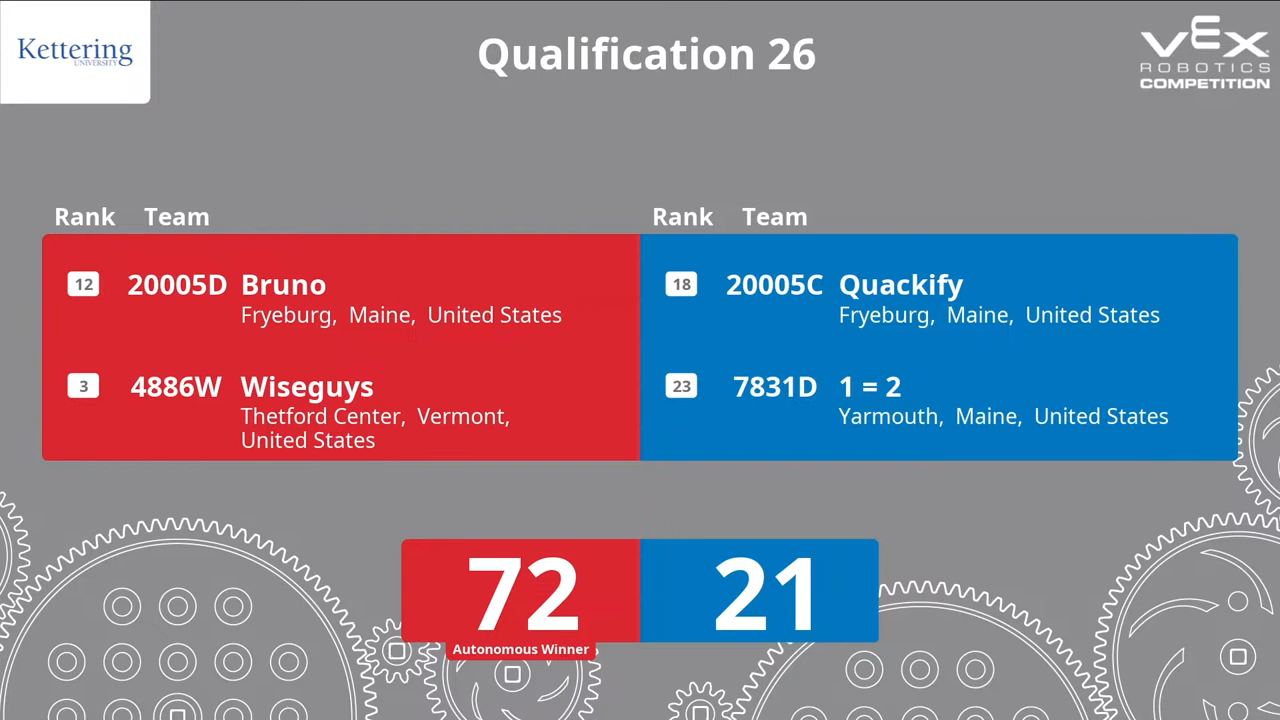 Kettering
UNIVERSITY
Qualification 26
VEX
ROBOTICS
COMPETITION
Rank Team
12 20005D Bruno
Fryeburg, Maine, United States
3 4886W Wiseguys
Thetford Center, Vermont,
United States
Rank Team
18 20005C Quackify
Fryeburg, Maine, United States
23 7831D 1 = 2
Yarmouth, Maine, United States
72 21
Autonomous Winner